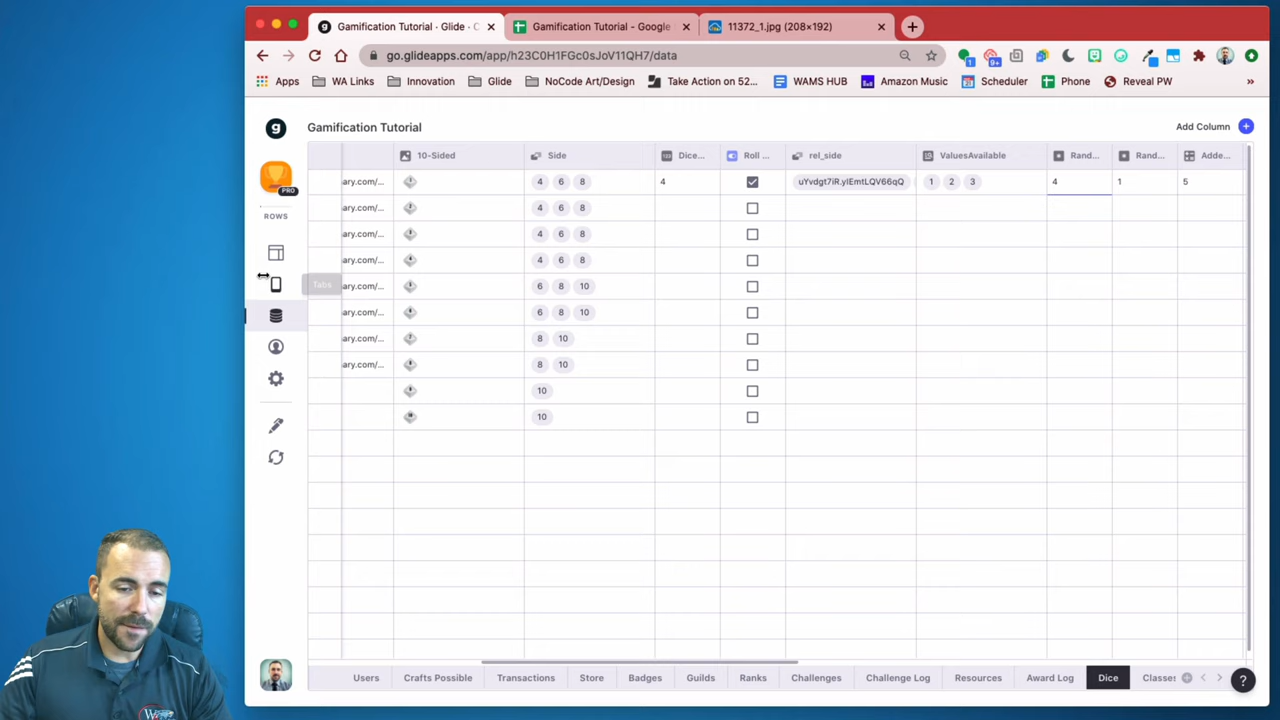 Gamification Tutorial · Glide · C
Gamification Tutorial - Google
11372_1.jpg (208×192)
go.glideapps.com/app/h23C0H1FGc0sJoV11QH7/data
Apps WA Links Innovation Glide NoCode Art/Design Take Action on 52... WAMS HUB Amazon Music Scheduler Phone Reveal PW »
1 9+
g Gamification Tutorial Add Column
PRO
ROWS
Tabs
10-Sided Side Dice... Roll ... rel_side ValuesAvailable Rand... Rand... Adde...
ary.com/... 4 6 8 4 uYvdgt7iR.yIEmtLQV66qQ 1 2 3 4 1 5
ary.com/... 4 6 8
ary.com/... 4 6 8
ary.com/... 4 6 8
ary.com/... 6 8 10
ary.com/... 6 8 10
ary.com/... 8 10
ary.com/... 8 10
10
10
Users Crafts Possible Transactions Store Badges Guilds Ranks Challenges Challenge Log Resources Award Log Dice Classes
?